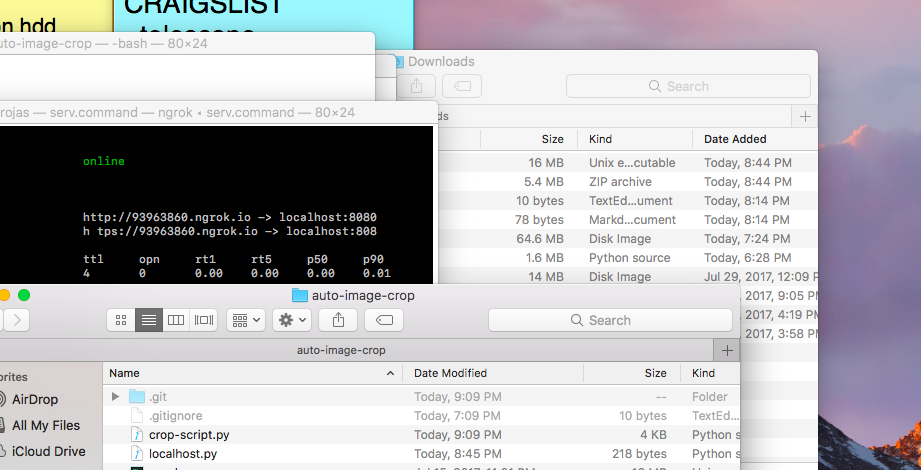 on hdd
CRAIGSLIST
auto-image-crop — -bash — 80×24
Downloads
Search
rojas — serv.command — ngrok ◂ serv.command — 80×24
ds
Size Kind Date Added
online
16 MB Unix e...cutable Today, 8:44 PM
5.4 MB ZIP archive Today, 8:44 PM
10 bytes TextEd...ument Today, 8:14 PM
78 bytes Markd...cument Today, 8:14 PM
http://93963860.ngrok.io -> localhost:8080
h tps://93963860.ngrok.io -> localhost:808
64.6 MB Disk Image Today, 7:24 PM
1.6 MB Python source Today, 6:28 PM
ttl opn rt1 rt5 p50 p90
4 0 0.00 0.00 0.00 0.01
14 MB Disk Image Jul 29, 2017, 12:09 P
2017, 9:05 PM
2017, 4:19 PM
2017, 3:58 PM
auto-image-crop
Search
auto-image-crop
Name Date Modified Size Kind
orites
AirDrop
All My Files
iCloud Drive
.git Today, 9:09 PM -- Folder
.gitignore Today, 7:09 PM 10 bytes TextEd...
crop-script.py Today, 9:09 PM 4 KB Python s
localhost.py Today, 8:45 PM 218 bytes Python s